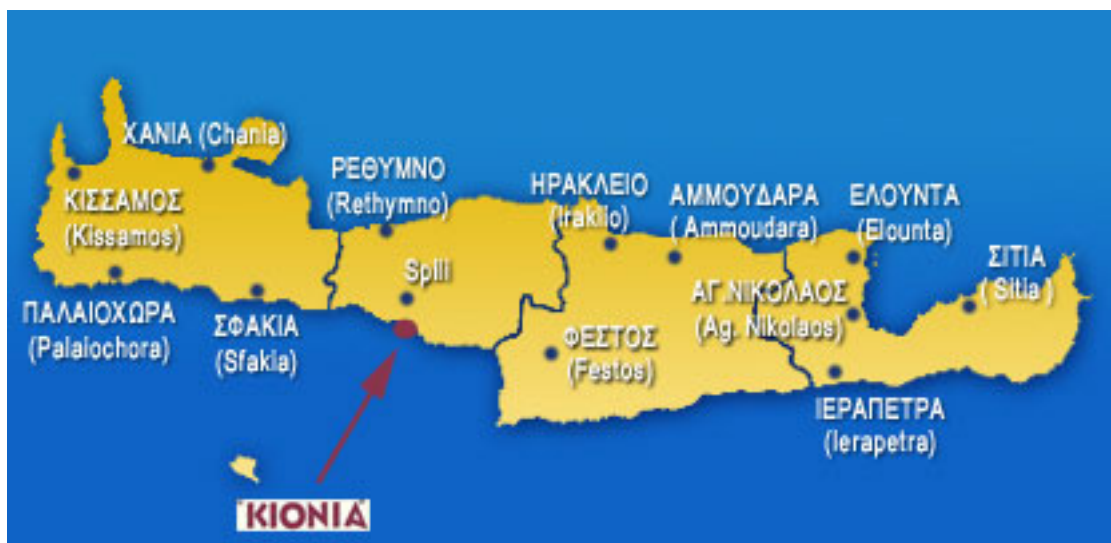 ΧΑΝΙΑ (Chania)
ΚΙΣΣΑΜΟΣ
(Kissamos)
ΠΑΛΑΙΟΧΩΡΑ
(Palaiochora)
ΣΦΑΚΙΑ
(Sfakia)
ΡΕΘΥΜΝΟ
(Rethymno)
Spili
ΗΡΑΚΛΕΙΟ
(Iraklio)
ΑΜΜΟΥΔΑΡΑ
( Ammoudara)
ΕΛΟΥΝΤΑ
(Elounta)
ΣΙΤΙΑ
( Sitia )
ΑΓ.ΝΙΚΟΛΑΟΣ
(Ag. Nikolaos)
ΦΕΣΤΟΣ
(Festos)
ΙΕΡΑΠΕΤΡΑ
(Ierapetra)
"ΚΙΟΝΙΑ"